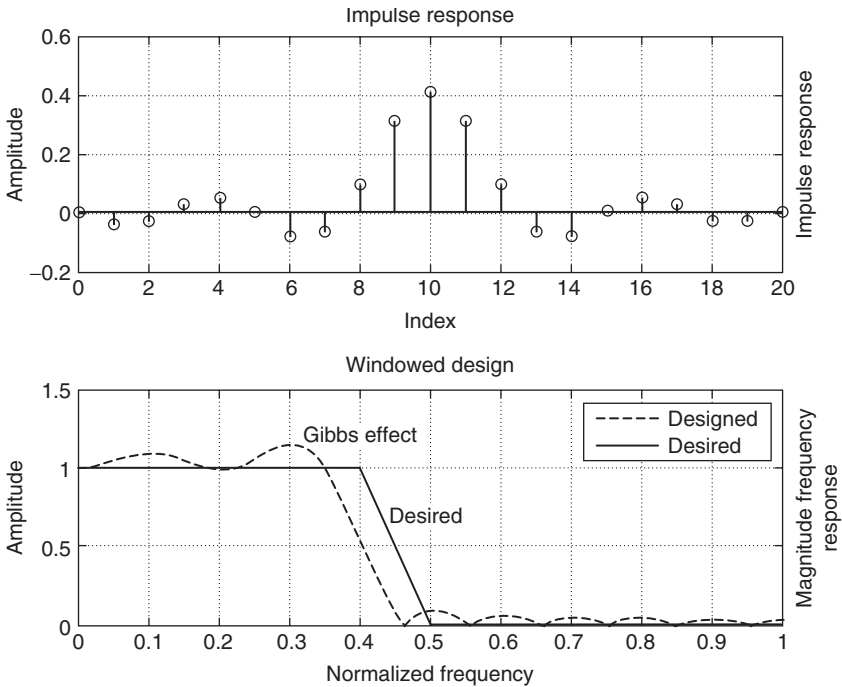 Impulse response
0.6
0.4
0.2
0
−0.2
Amplitude
0 2 4 6 8 10 12 14 16 18 20
Index
Impulse response
Windowed design
1.5
1
0.5
0
Amplitude
Gibbs effect
Desired
Designed
Desired
0 0.1 0.2 0.3 0.4 0.5 0.6 0.7 0.8 0.9 1
Normalized frequency
Magnitude frequency
response